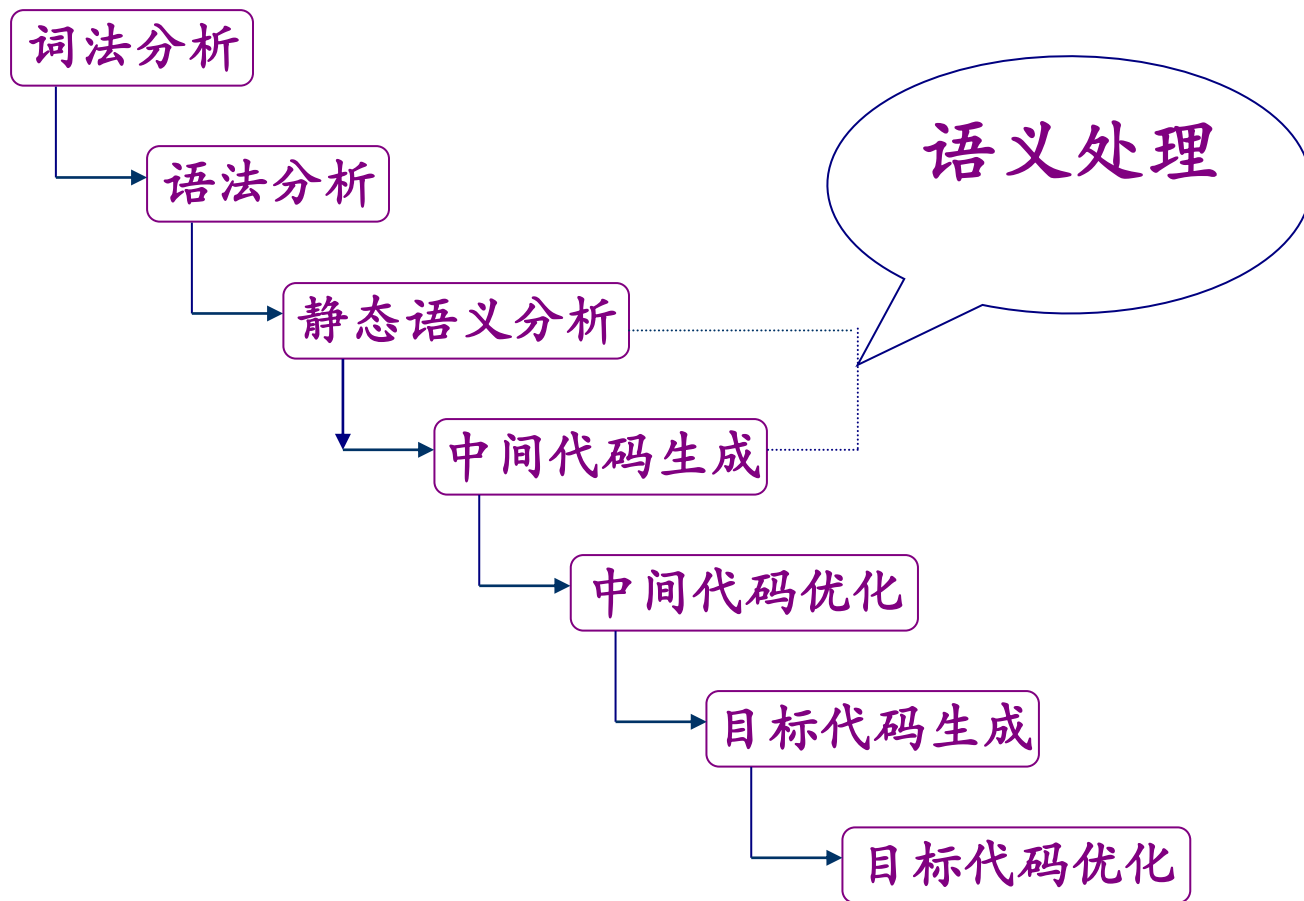 词法分析
语义处理
语法分析
静态语义分析
中间代码生成
中间代码优化
目标代码生成
目标代码优化